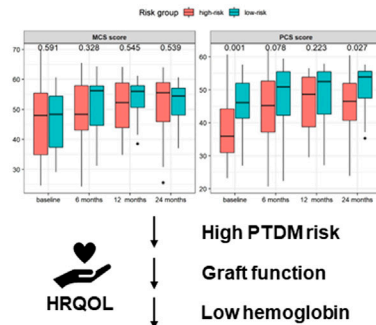 Risk group high-risk low-risk
MCS score
PCS score
0.591 0.328 0.545 0.539
0.001 0.078 0.223 0.027
70
60
50
40
30
60
50
40
30
20
baseline 6 months 12 months 24 months
baseline 6 months 12 months 24 months
High PTDM risk
Graft function
HRQOL
Low hemoglobin